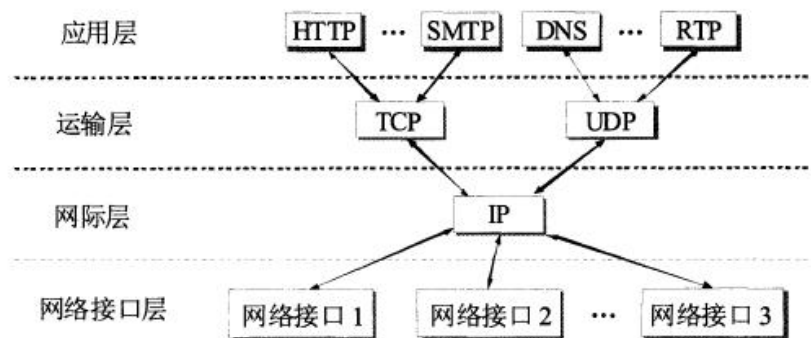 应用层 HTTP … SMTP DNS … RTP
运输层 TCP UDP
网际层 IP
网络接口层 网络接口 1 网络接口 2 … 网络接口 3